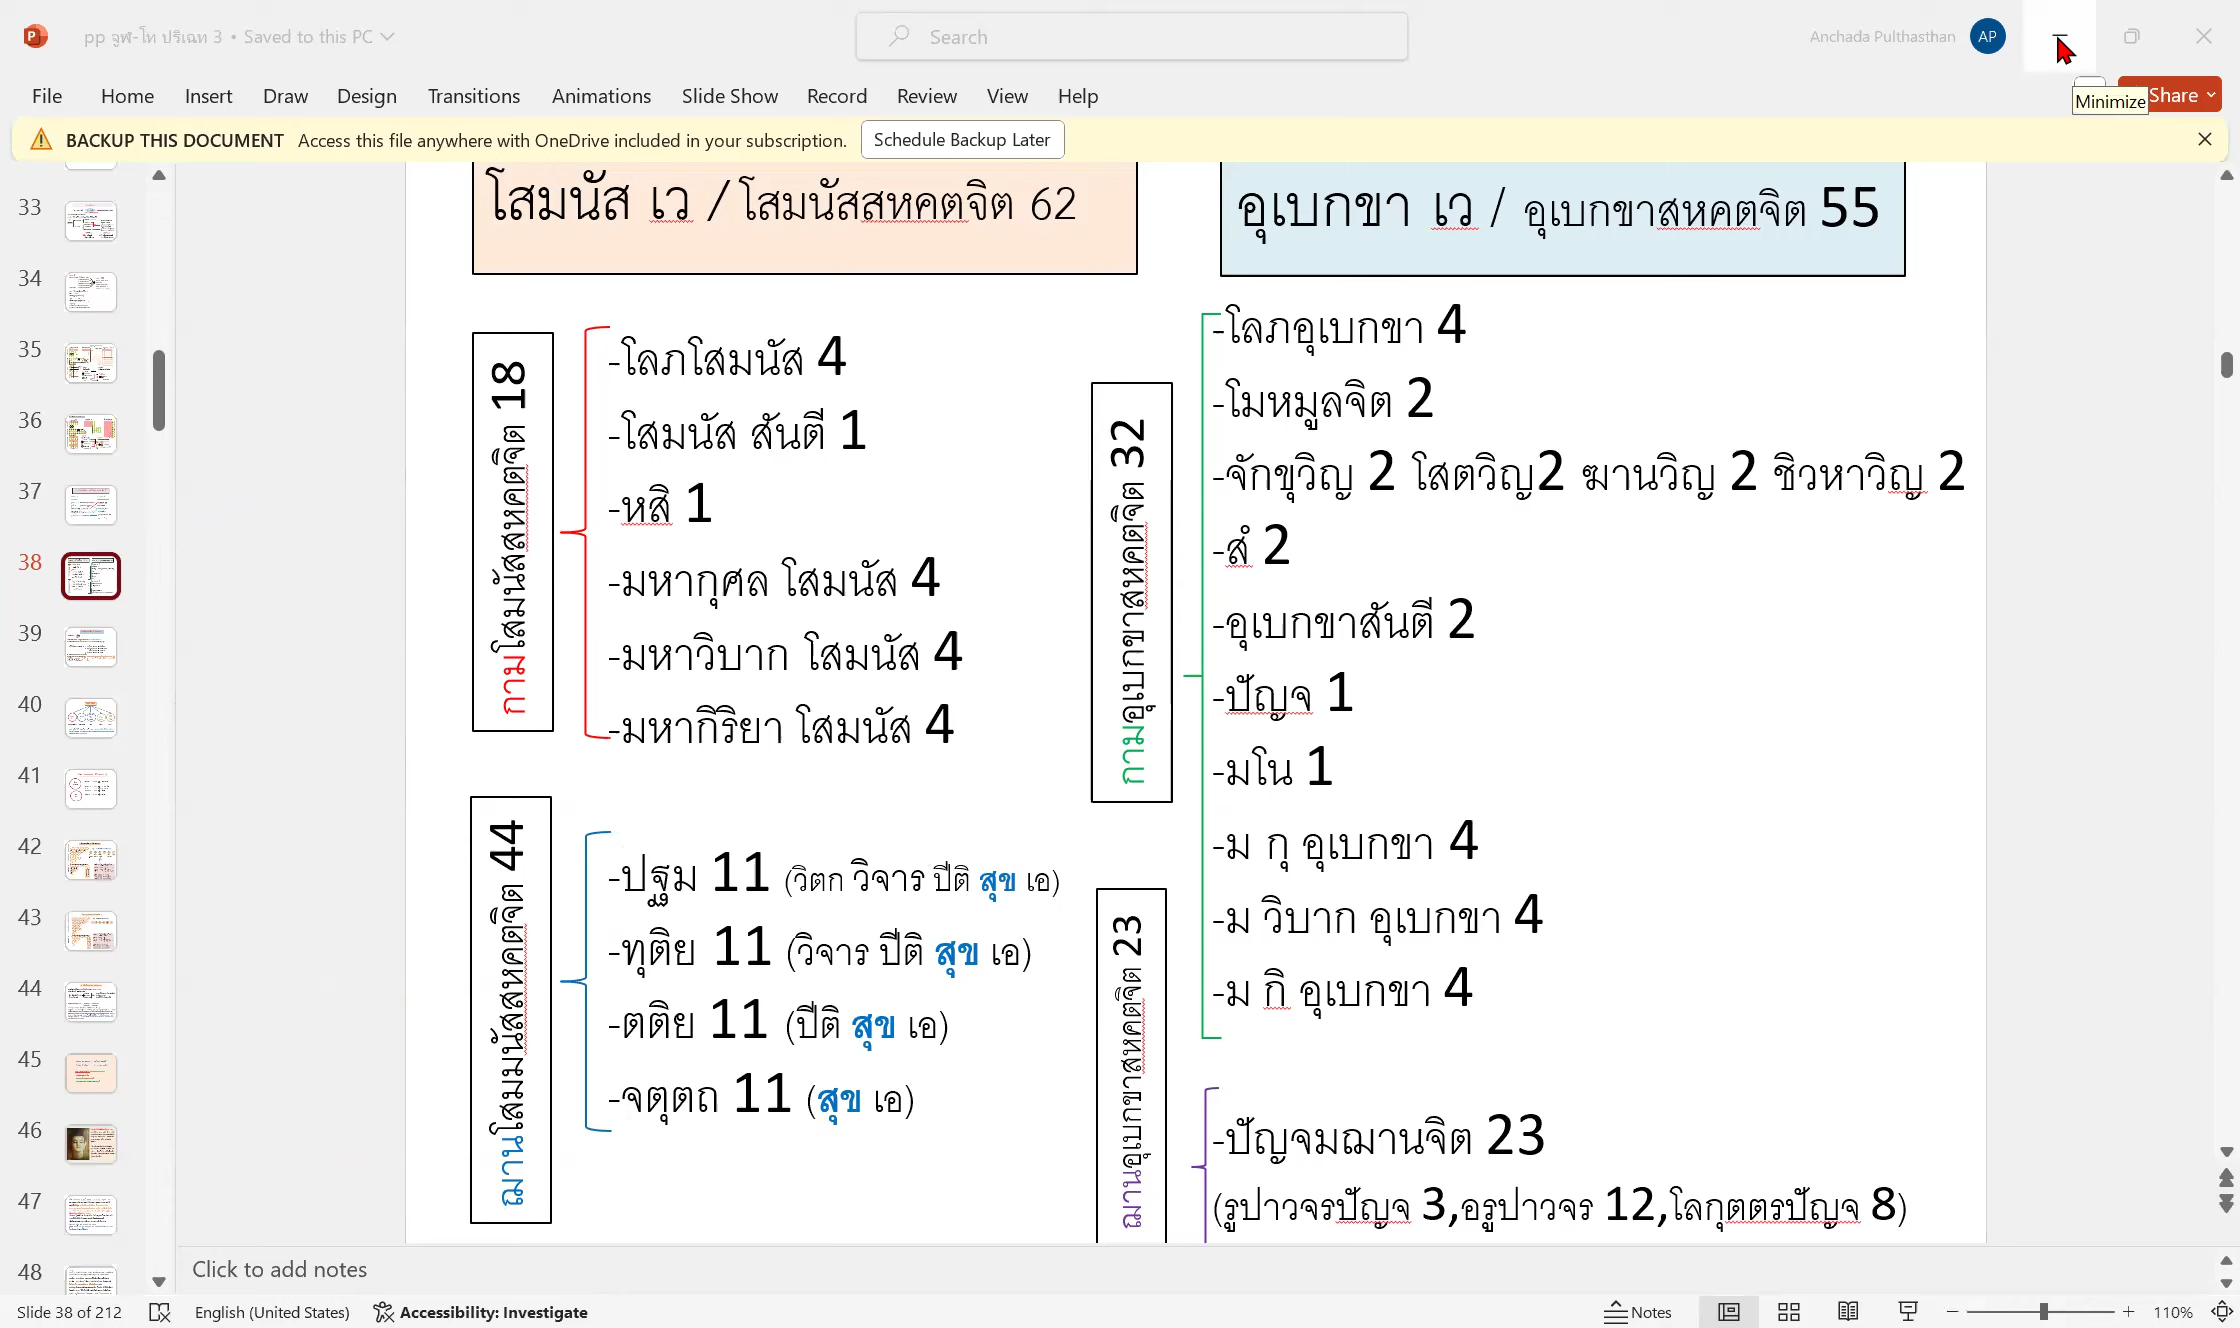 pp จูฬ-โท ปริเฉท 3 • Saved to this PC
Search
Anchada Pulthasthan
AP
File Home Insert Draw Design Transitions Animations Slide Show Record Review View Help
Share
Minimize
BACKUP THIS DOCUMENT Access this file anywhere with OneDrive included in your subscription. Schedule Backup Later
33
34
35
36
37
38
39
40
41
42
43
44
45
46
47
48
โสมนัส เว / โสมนัสสหคตจิต 62
กามโสมนัสสหคตจิต 18
-โลภโสมนัส 4
-โสมนัส สันตี 1
-หสิ 1
-มหากุศล โสมนัส 4
-มหาวิบาก โสมนัส 4
-มหากิริยา โสมนัส 4
ฌานโสมมนัสสหคตจิต 44
-ปฐม 11 (วิตก วิจาร ปีติ สุข เอ)
-ทุติย 11 (วิจาร ปีติ สุข เอ)
-ตติย 11 (ปีติ สุข เอ)
-จตุตถ 11 (สุข เอ)
อุเบกขา เว / อุเบกขาสหคตจิต 55
กามอุเบกขาสหคตจิต 32
-โลภอุเบกขา 4
-โมหมูลจิต 2
-จักขุวิญ 2 โสตวิญ2 ฆานวิญ 2 ชิวหาวิญ 2
-สํ 2
-อุเบกขาสันตี 2
-ปัญจ 1
-มโน 1
-ม กุ อุเบกขา 4
-ม วิบาก อุเบกขา 4
-ม กิ อุเบกขา 4
ฌานอุเบกขาสหคตจิต 23
-ปัญจมฌานจิต 23
(รูปาวจรปัญจ 3,อรูปาวจร 12,โลกุตตรปัญจ 8)
Click to add notes
Slide 38 of 212 English (United States) Accessibility: Investigate Notes 110%